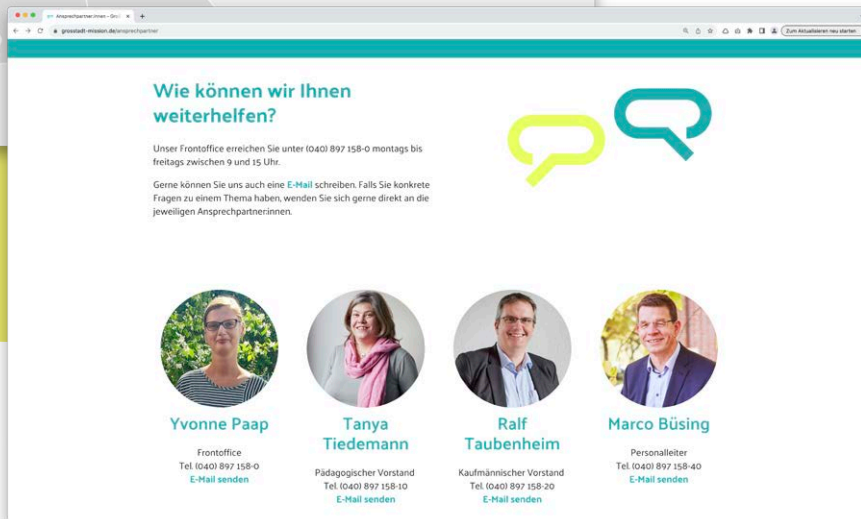 Ansprechpartner:innen – Gro
grossstadt-mission.de/ansprechpartner
Zum Aktualisieren neu starten
Wie können wir Ihnen
weiterhelfen?
Unser Frontoffice erreichen Sie unter (040) 897 158-0 montags bis
freitags zwischen 9 und 15 Uhr.
Gerne können Sie uns auch eine E-Mail schreiben. Falls Sie konkrete
Fragen zu einem Thema haben, wenden Sie sich gerne direkt an die
jeweiligen Ansprechpartner:innen.
Yvonne Paap
Frontoffice
Tel. (040) 897 158-0
E-Mail senden
Tanya
Tiedemann
Pädagogischer Vorstand
Tel. (040) 897 158-10
E-Mail senden
Ralf
Taubenheim
Kaufmännischer Vorstand
Tel. (040) 897 158-20
E-Mail senden
Marco Büsing
Personalleiter
Tel. (040) 897 158-40
E-Mail senden